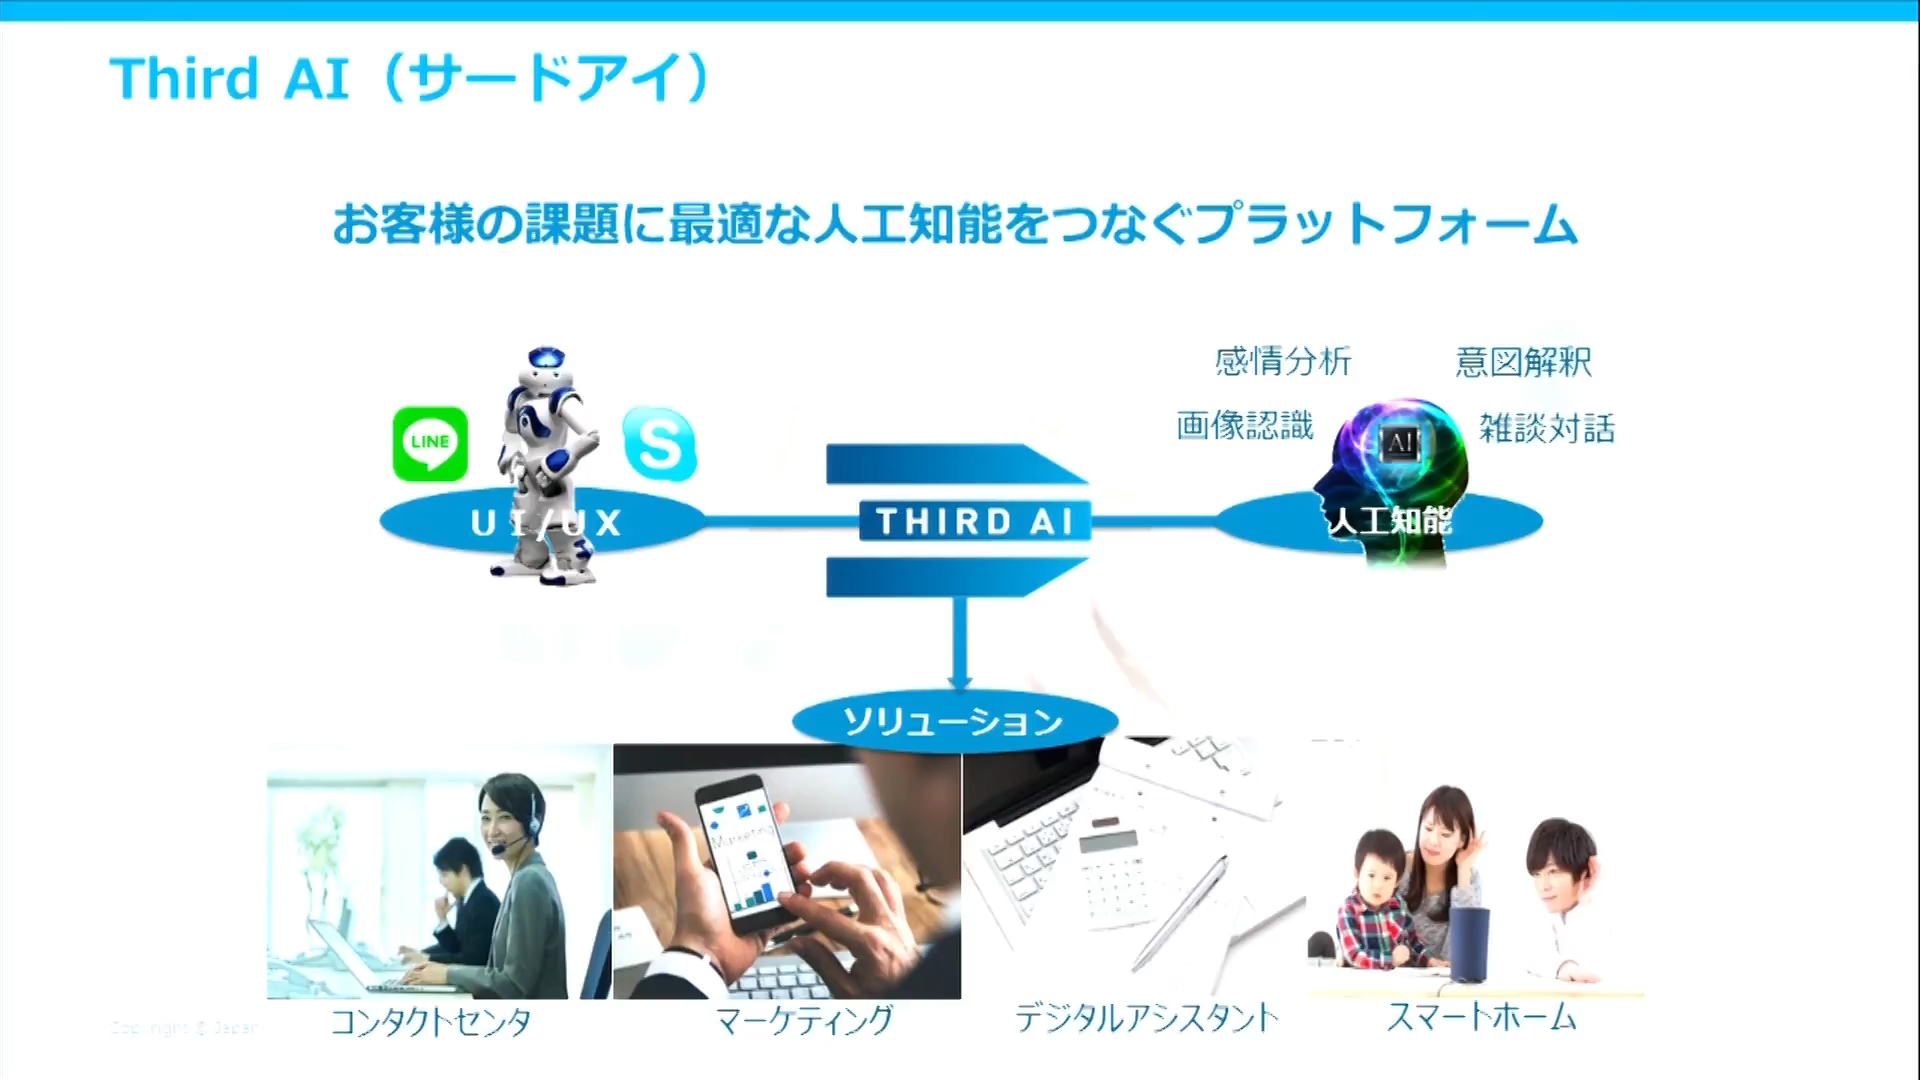 Third AI（サードアイ）
お客様の課題に最適な人工知能をつなぐプラットフォーム
感情分析
意図解釈
画像認識
雑談対話
LINE
S
AI
UI/UX
THIRD AI
人工知能
ソリューション
Marketing
コンタクトセンタ
マーケティング
デジタルアシスタント
スマートホーム
Copyright © Japan